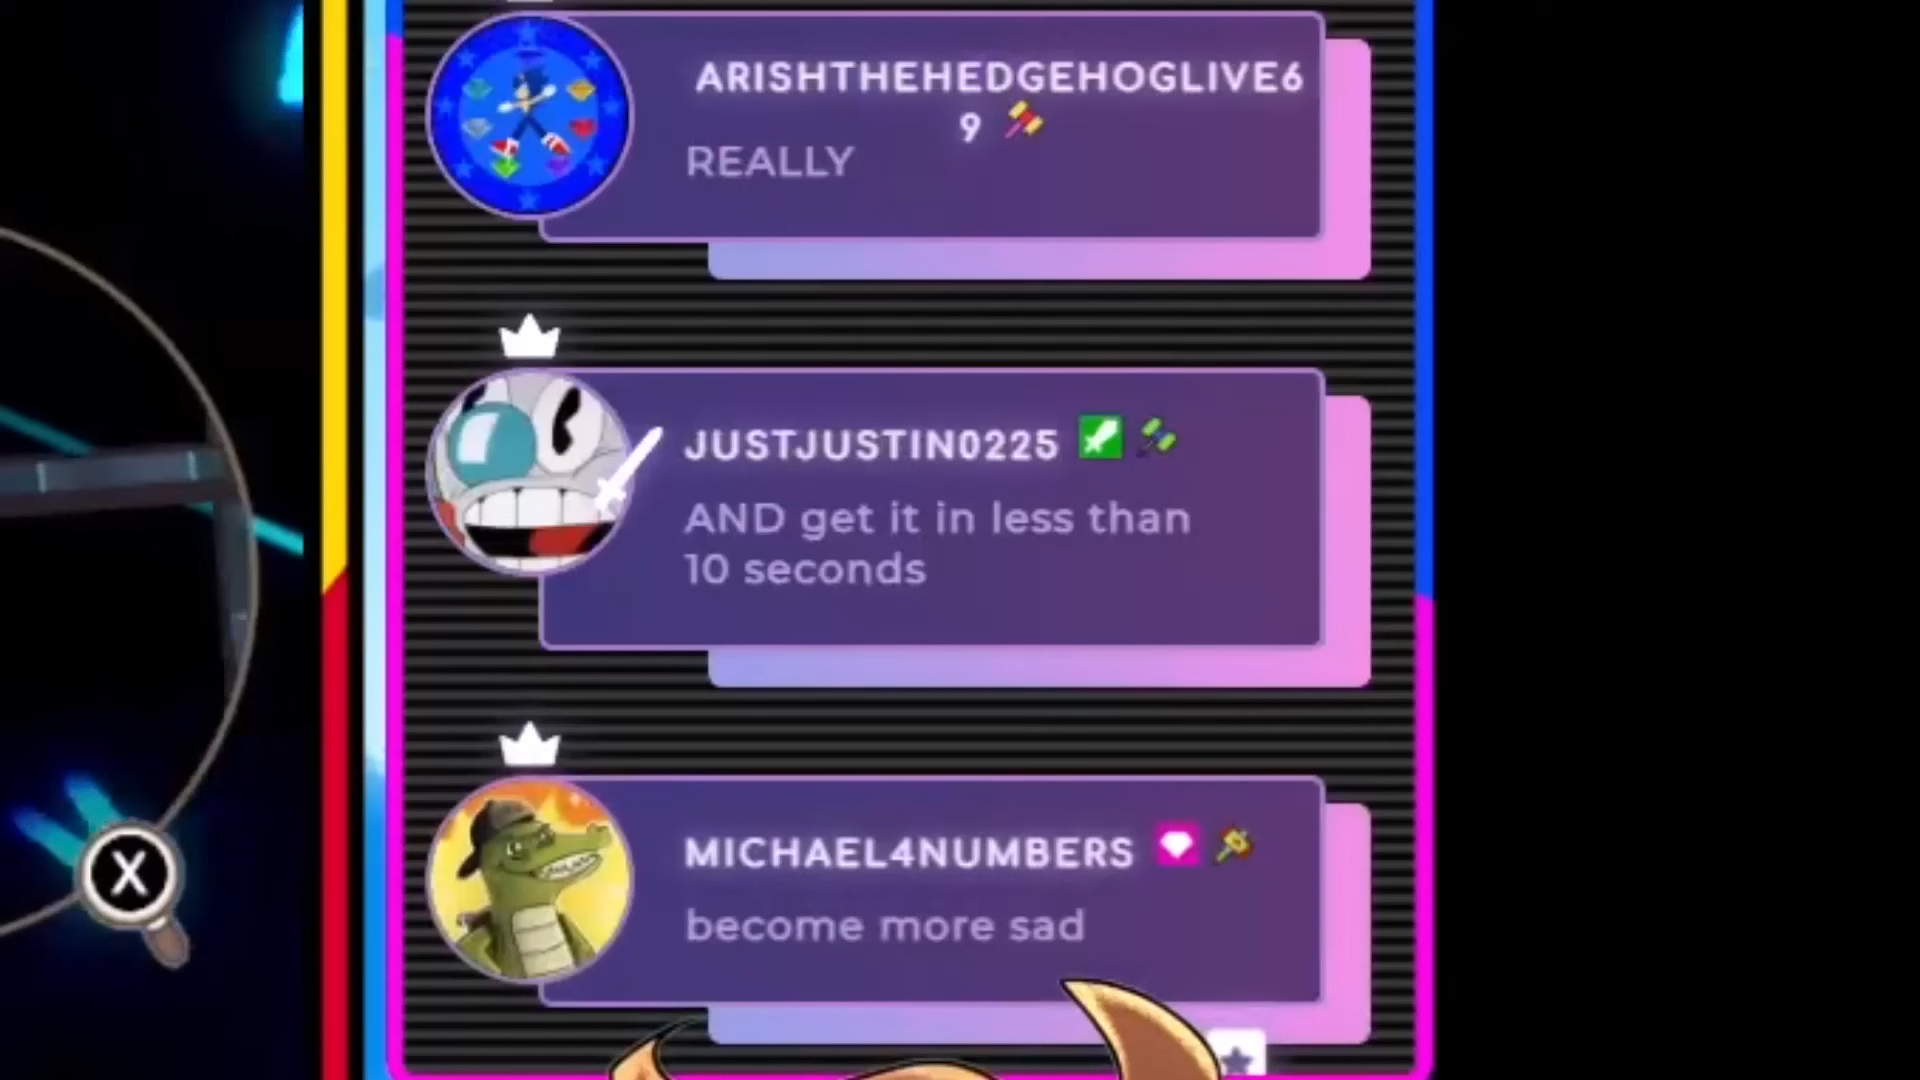 ARISHTHEHEDGEHOGLIVE6
9
REALLY
JUSTJUSTIN0225
AND get it in less than
10 seconds
MICHAEL4NUMBERS
become more sad
X